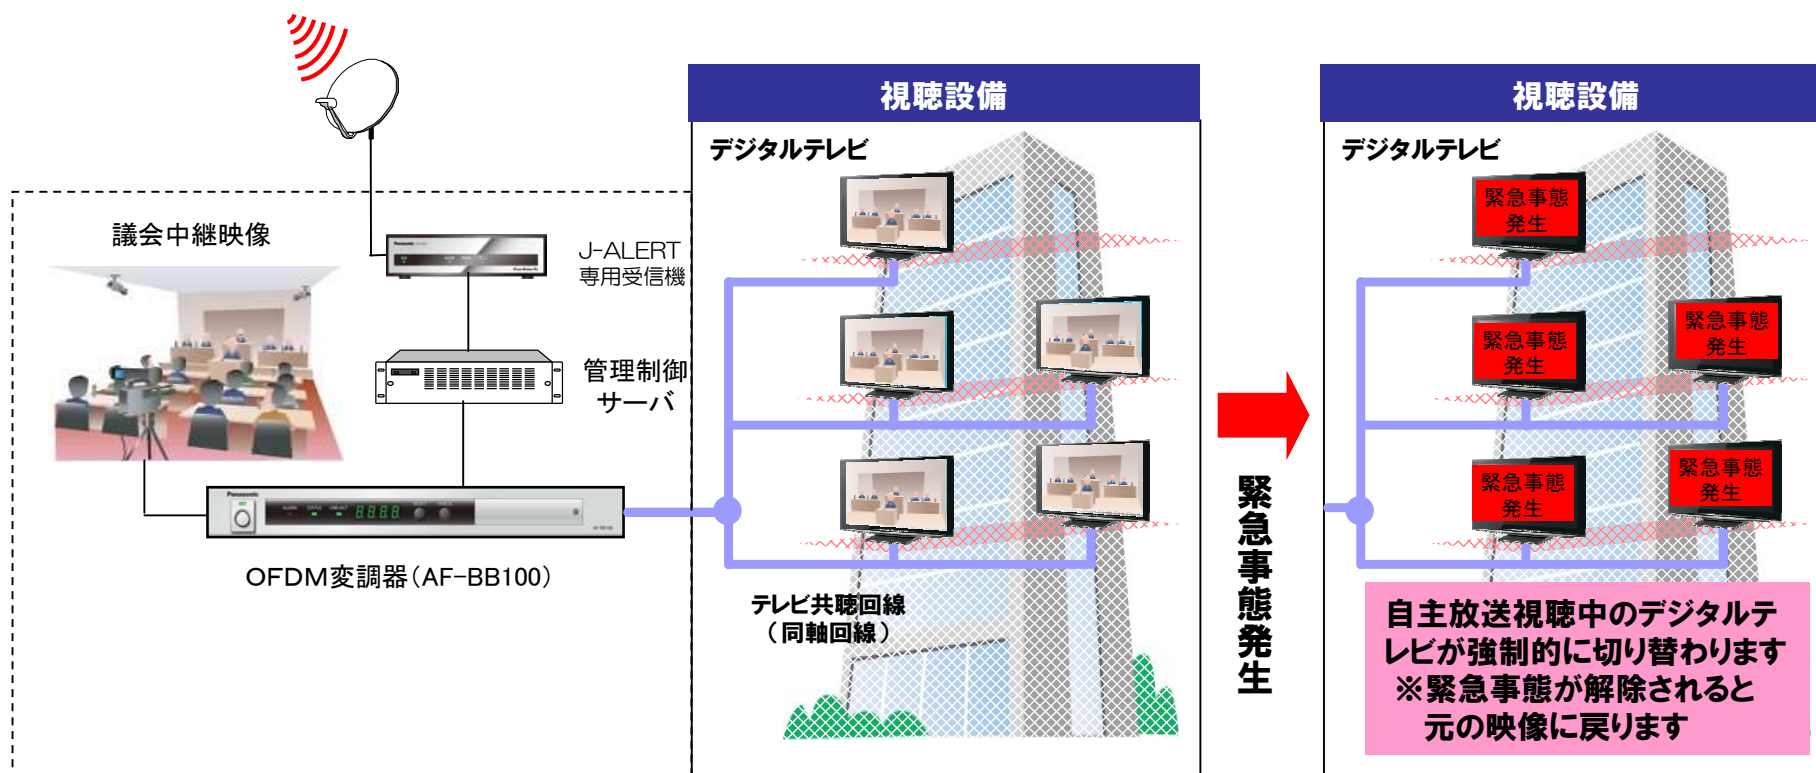 議会中継映像
J-ALERT
専用受信機
管理制御
サーバ
Panasonic
Panasonic
ALARM
8888
AF-BB100
OFDM変調器(AF-BB100)
視聴設備
デジタルテレビ
テレビ共聴回線
(同軸回線)
緊急事態発生
視聴設備
デジタルテレビ
緊急事態
発生
緊急事態
発生
緊急事態
発生
緊急事態
発生
緊急事態
発生
自主放送視聴中のデジタルテ
レビが強制的に切り替わります
※緊急事態が解除されると
元の映像に戻ります